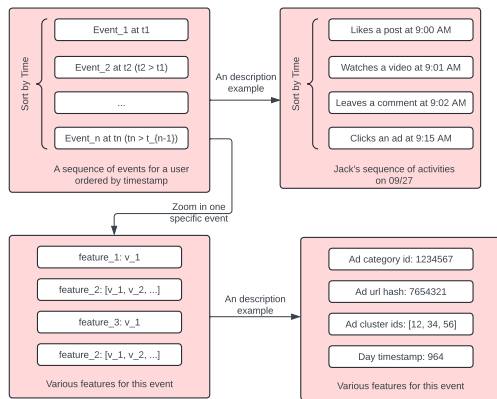 Sort by Time
Event_1 at t1
Event_2 at t2 (t2 > t1)
...
Event_n at tn (tn > t_{n-1})
A sequence of events for a user
ordered by timestamp
An description
example
Sort by Time
Likes a post at 9:00 AM
Watches a video at 9:01 AM
Leaves a comment at 9:02 AM
Clicks an ad at 9:15 AM
Jack's sequence of activities
on 09/27
Zoom in one
specific event
feature_1: v_1
feature_2: [v_1, v_2, ...]
feature_3: v_1
feature_2: [v_1, v_2, ...]
Various features for this event
An description
example
Ad category id: 1234567
Ad url hash: 7654321
Ad cluster ids: [12, 34, 56]
Day timestamp: 964
Various features for this event